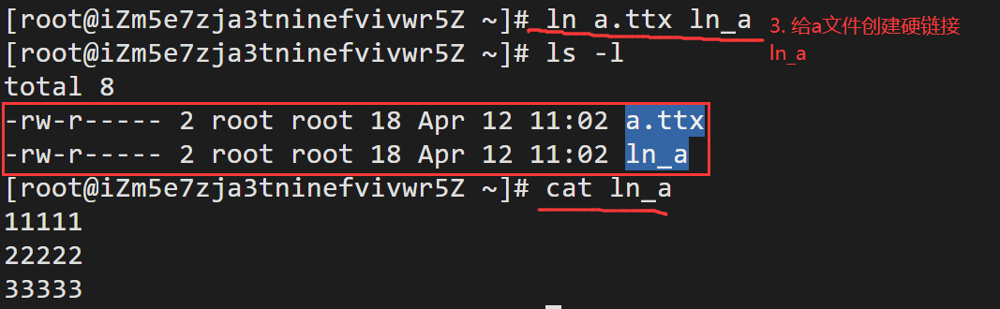 [root@iZm5e7zja3tninefvivwr5Z ~]# ln a.ttx ln_a
3. 给a文件创建硬链接
ln_a
[root@iZm5e7zja3tninefvivwr5Z ~]# ls -l
total 8
-rw-r----- 2 root root 18 Apr 12 11:02 a.ttx
-rw-r----- 2 root root 18 Apr 12 11:02 ln_a
[root@iZm5e7zja3tninefvivwr5Z ~]# cat ln_a
11111
22222
33333